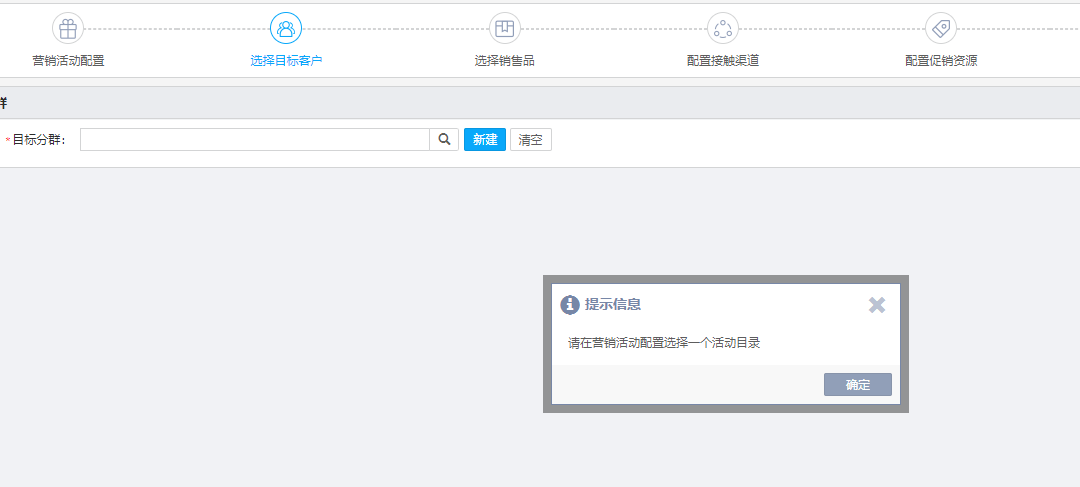 营销活动配置
选择目标客户
选择销售品
配置接触渠道
配置促销资源
群
*目标分群：
新建
清空
提示信息
请在营销活动配置选择一个活动目录
确定